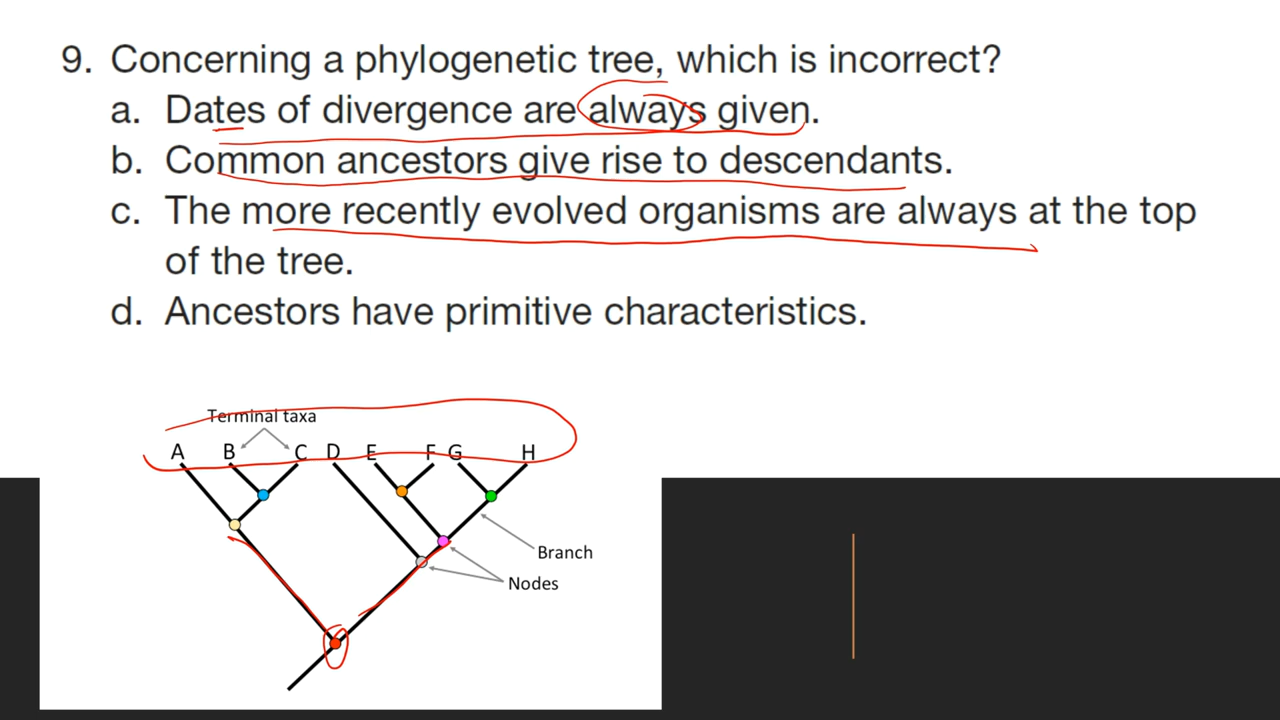 9. Concerning a phylogenetic tree, which is incorrect?
a. Dates of divergence are always given.
b. Common ancestors give rise to descendants.
c. The more recently evolved organisms are always at the top
of the tree.
d. Ancestors have primitive characteristics.
Terminal taxa
A B C D E F G H
Branch
Nodes